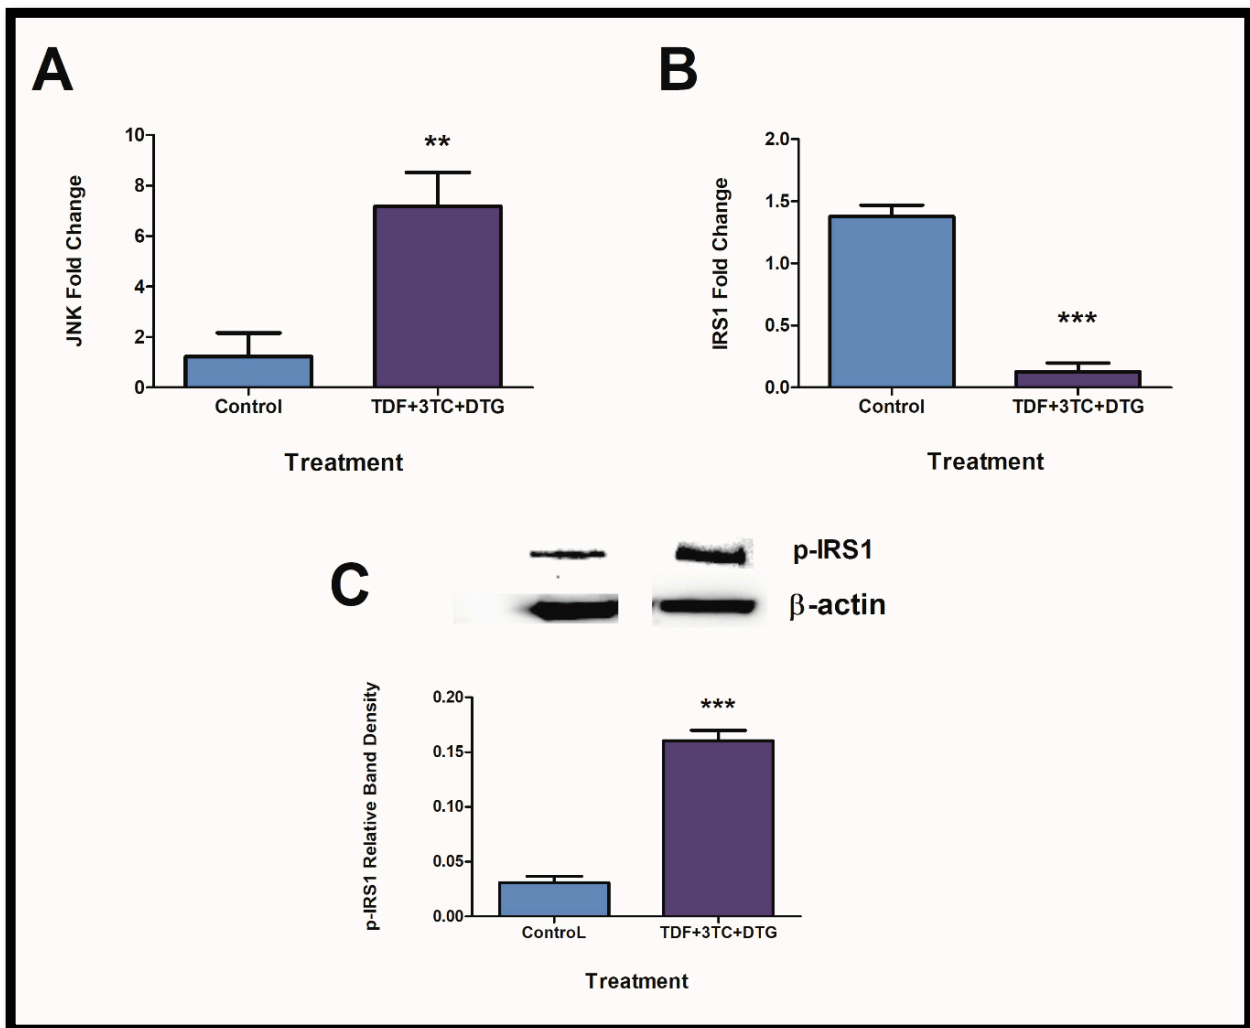 A
B
10
8
6
4
2
0
JNK Fold Change
**
Control
TDF+3TC+DTG
Treatment
2.0
1.5
1.0
0.5
0.0
IRS1 Fold Change
***
Control
TDF+3TC+DTG
Treatment
C
p-IRS1
β-actin
0.20
0.15
0.10
0.05
0.00
p-IRS1 Relative Band Density
***
ControL
TDF+3TC+DTG
Treatment